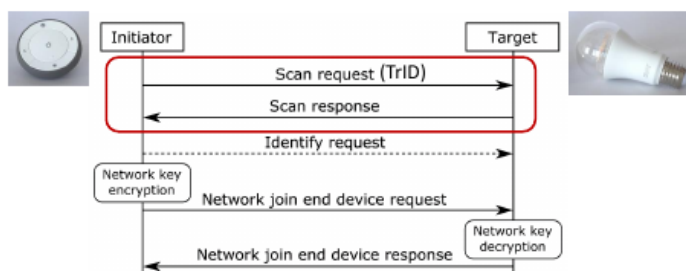 Initiator
Target
Scan request (TrID)
Scan response
Identify request
Network key
encryption
Network join end device request
Network key
decryption
Network join end device response